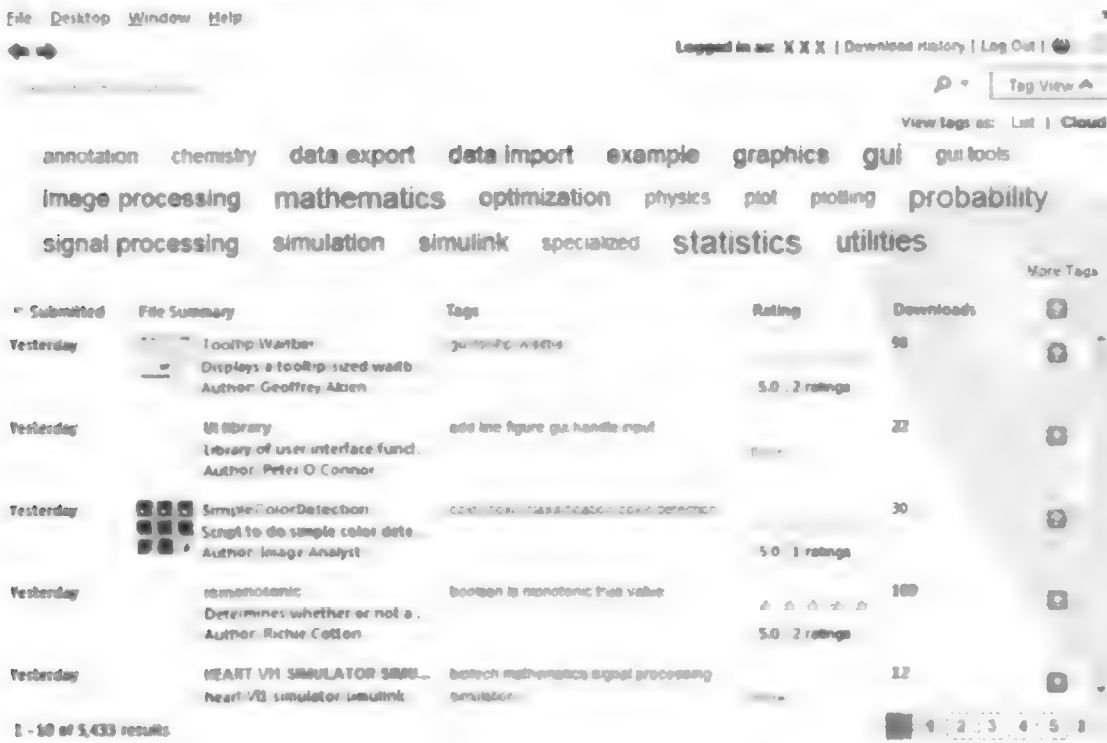 File Desktop Window Help
Logged in as: X X X | Download History | Log Out |
Tag View
View tags as: List | Cloud
annotation chemistry data export data import example graphics gui gui tools
image processing mathematics optimization physics plot plotting probability
signal processing simulation simulink specialized statistics utilities
More Tags
Submitted File Summary Tags Rating Downloads
Yesterday Tooltip Waitbar 98
Displays a tooltip sized waitb...
Author: Geoffrey 5.0 2 ratings
Yesterday UI library add line figure gui handle input 22
Library of user interface funct...
Author: Peter O Connor
Yesterday SimpleColorDetection 30
Script to do simple color dete...
Author: Image Analyst 5.0 1 ratings
Yesterday ismonotonic boolean is monotonic true value
Determines whether or not a...
Author: Richie Cotton 5.0 2 ratings
Yesterday HEART SIMULATOR biotech mathematics signal processing 12
heart simulator simulink simulator
1 - 10 of 5,433 results 1 2 3 4 5